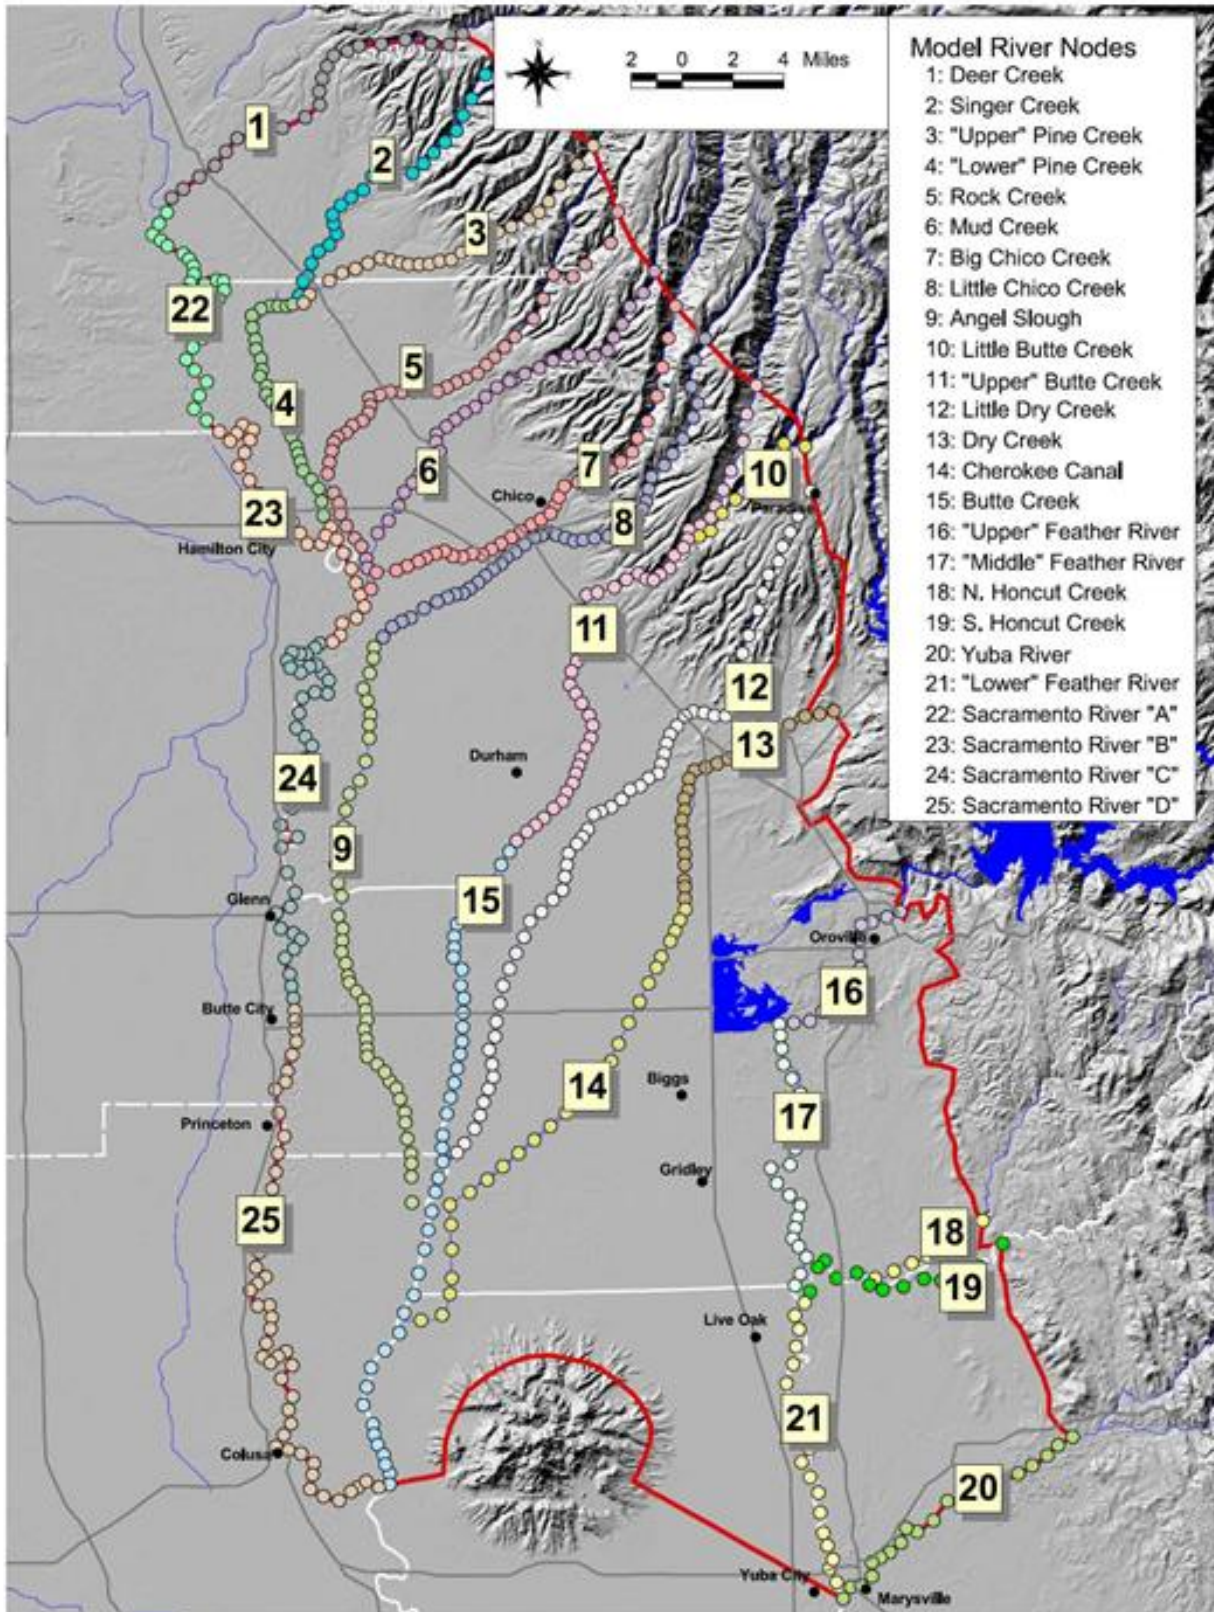 N
2 0 2 4 Miles
Model River Nodes
1: Deer Creek
2: Singer Creek
3: "Upper" Pine Creek
4: "Lower" Pine Creek
5: Rock Creek
6: Mud Creek
7: Big Chico Creek
8: Little Chico Creek
9: Angel Slough
10: Little Butte Creek
11: "Upper" Butte Creek
12: Little Dry Creek
13: Dry Creek
14: Cherokee Canal
15: Butte Creek
16: "Upper" Feather River
17: "Middle" Feather River
18: N. Honcut Creek
19: S. Honcut Creek
20: Yuba River
21: "Lower" Feather River
22: Sacramento River "A"
23: Sacramento River "B"
24: Sacramento River "C"
25: Sacramento River "D"
1
2
3
22
5
4
6
7
10
Chico
Paradise
23
8
Hamilton City
11
12
13
Durham
24
9
15
Glenn
Oroville
16
Butte City
14
Biggs
17
Princeton
Gridley
25
18
19
Live Oak
21
Colusa
20
Yuba City
Marysville